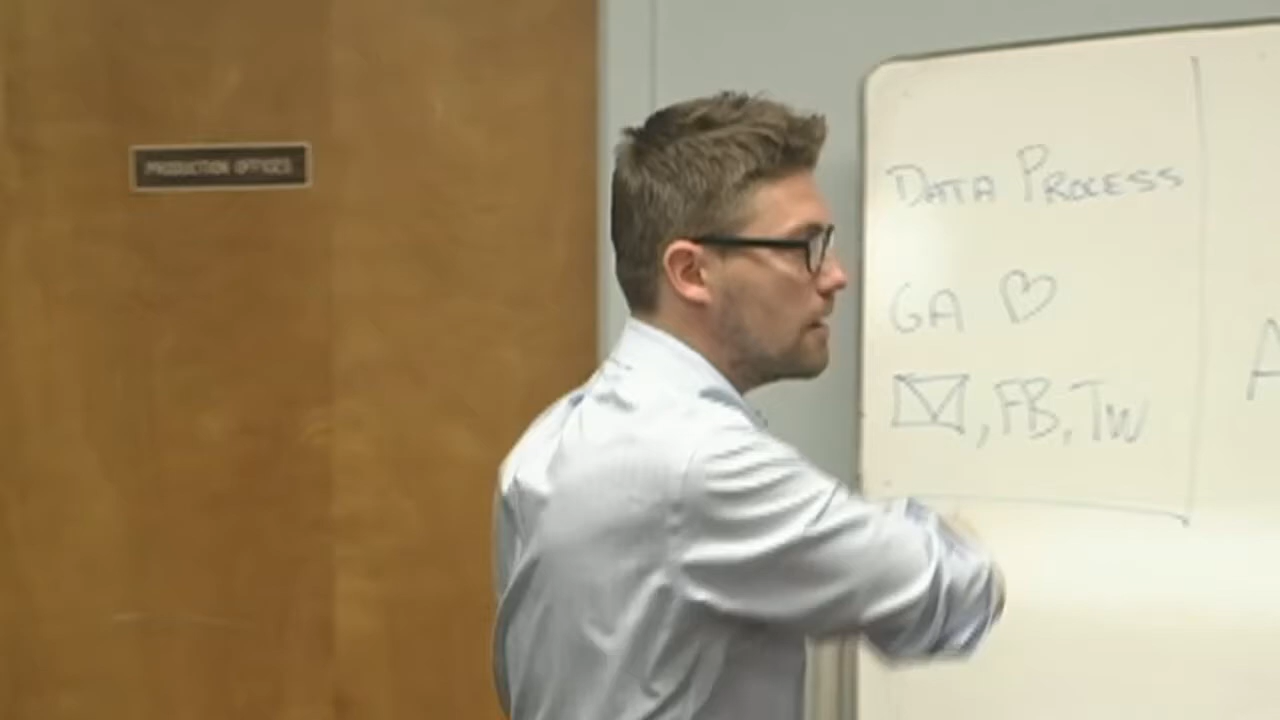 PRODUCTION OFFICES
DATA PROCESS
GA ♡
, FB, TW
A